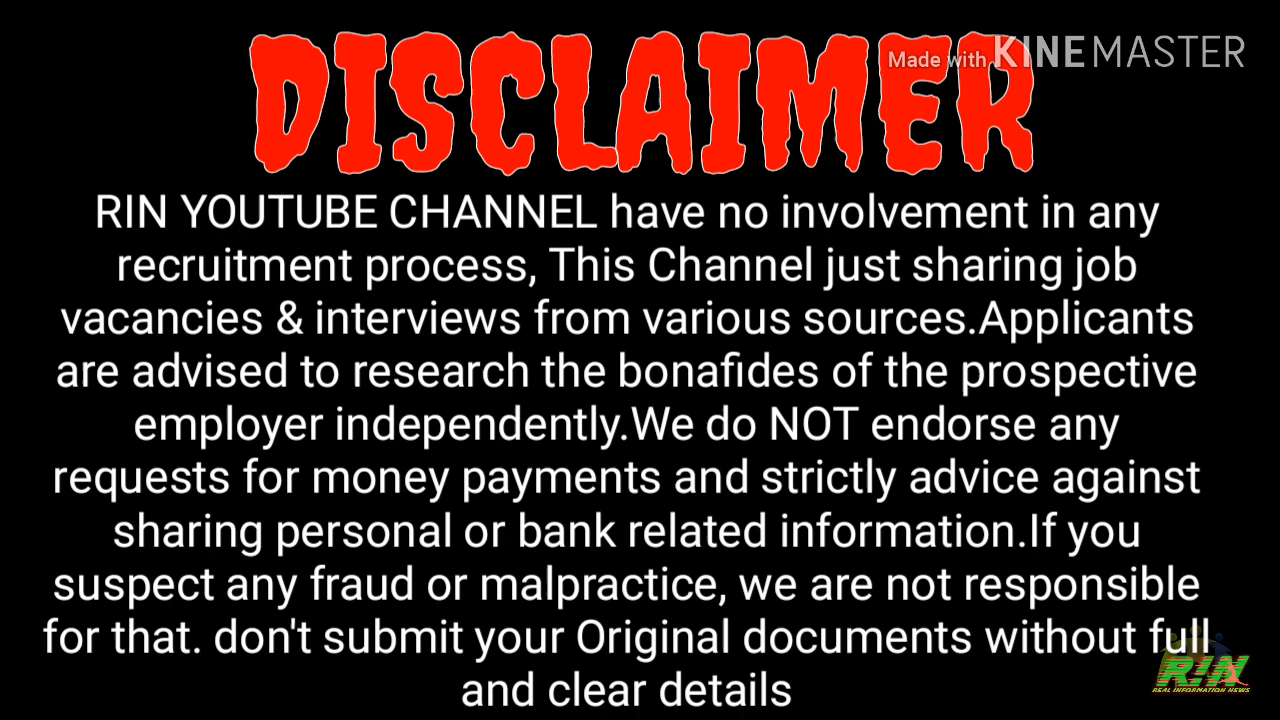 DISCLAIMER
Made with KINEMASTER
RIN YOUTUBE CHANNEL have no involvement in any
recruitment process, This Channel just sharing job
vacancies & interviews from various sources.Applicants
are advised to research the bonafides of the prospective
employer independently.We do NOT endorse any
requests for money payments and strictly advice against
sharing personal or bank related information.If you
suspect any fraud or malpractice, we are not responsible
for that. don't submit your Original documents without full
and clear details
RIN
REAL INFORMATION NEWS